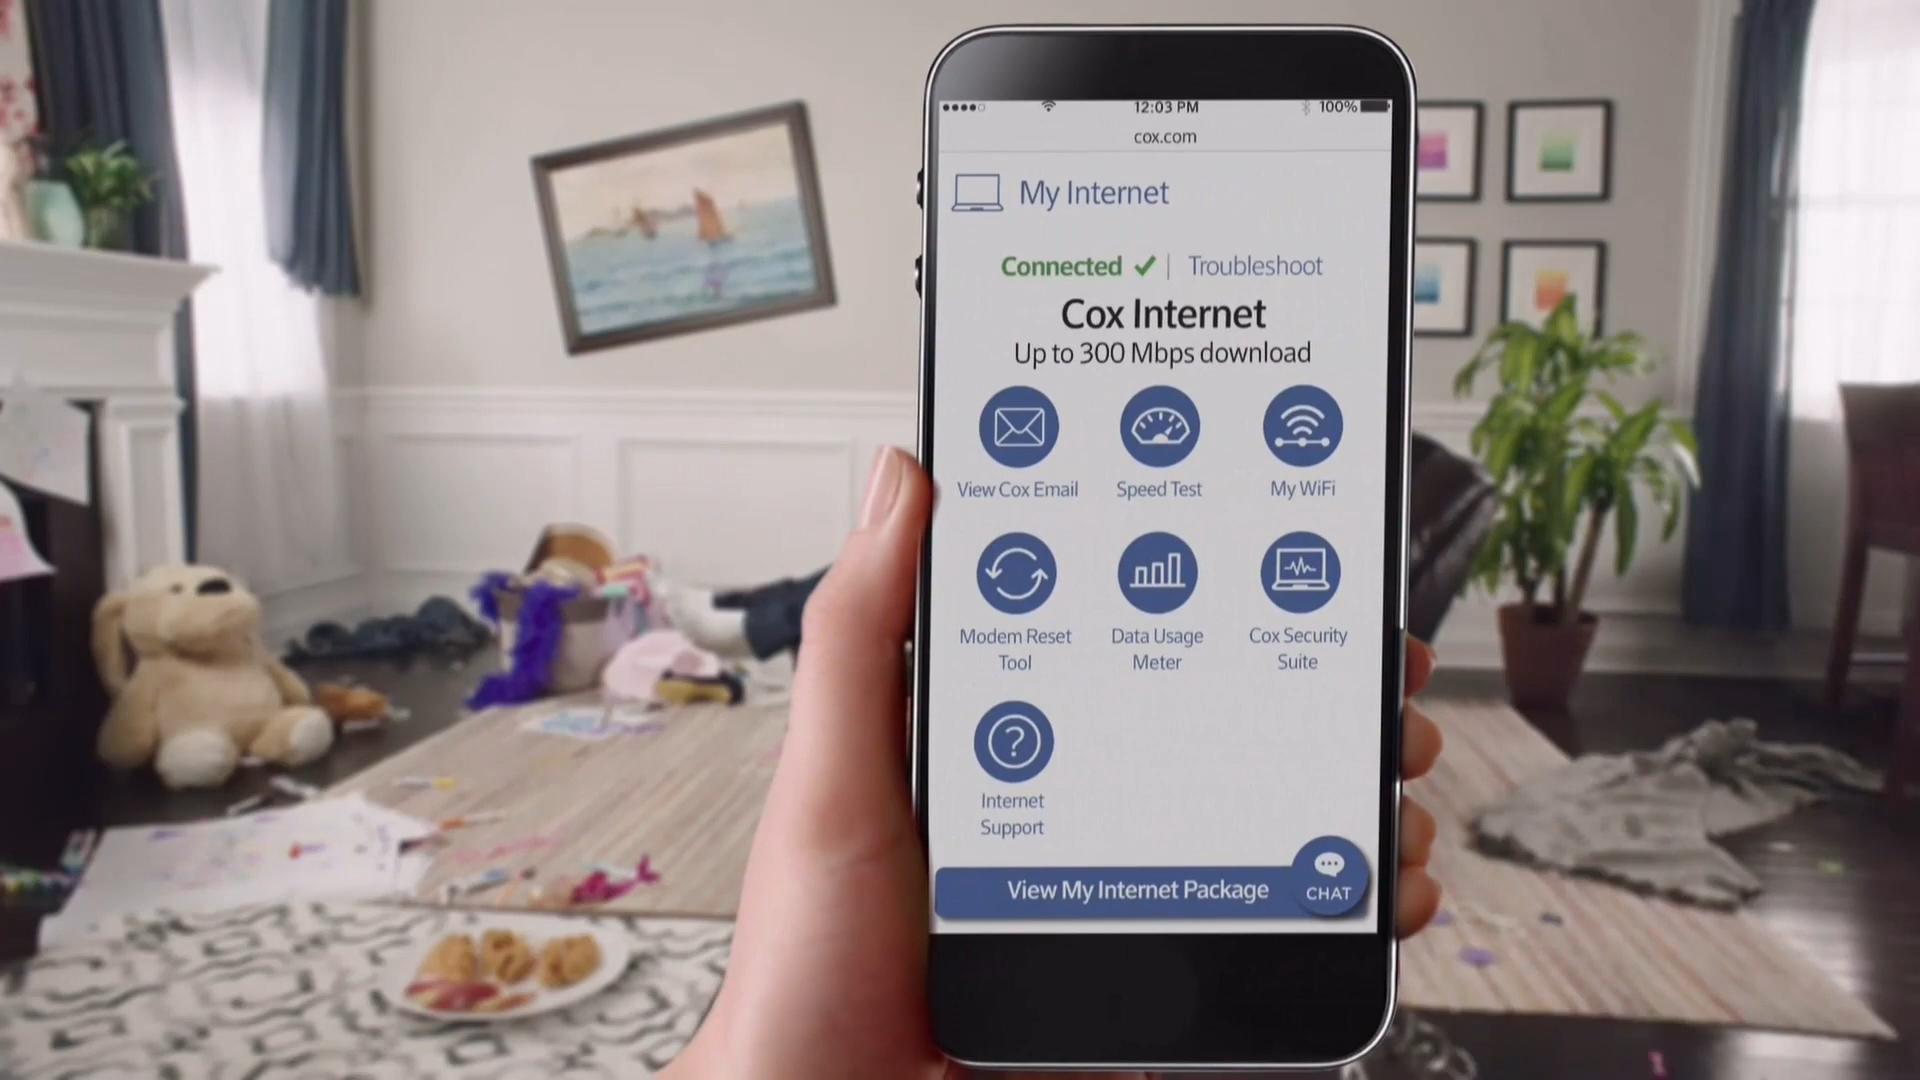 12:03 PM
100%
cox.com
My Internet
Connected
Troubleshoot
Cox Internet
Up to 300 Mbps download
View Cox Email
Speed Test
My WiFi
Modem Reset
Tool
Data Usage
Meter
Cox Security
Suite
?
Internet
Support
View My Internet Package
CHAT